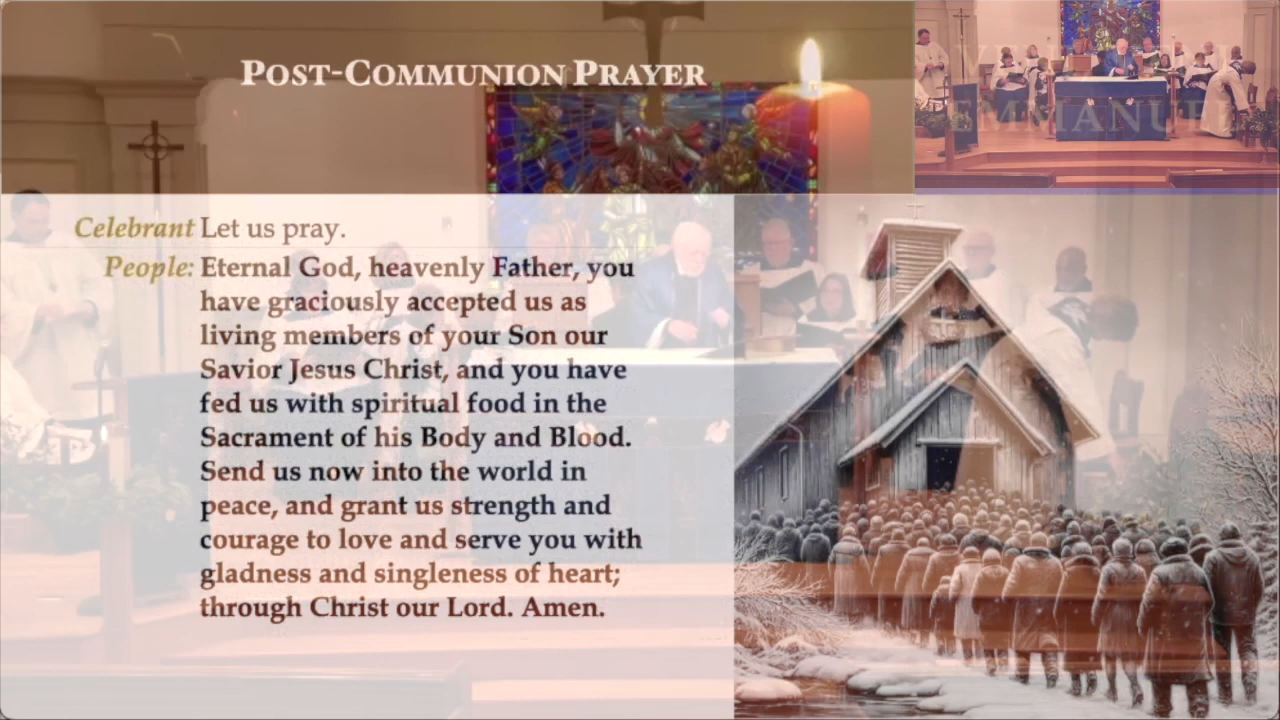 POST-COMMUNION PRAYER
EMMANUEL
Celebrant Let us pray.
People: Eternal God, heavenly Father, you
have graciously accepted us as
living members of your Son our
Savior Jesus Christ, and you have
fed us with spiritual food in the
Sacrament of his Body and Blood.
Send us now into the world in
peace, and grant us strength and
courage to love and serve you with
gladness and singleness of heart;
through Christ our Lord. Amen.